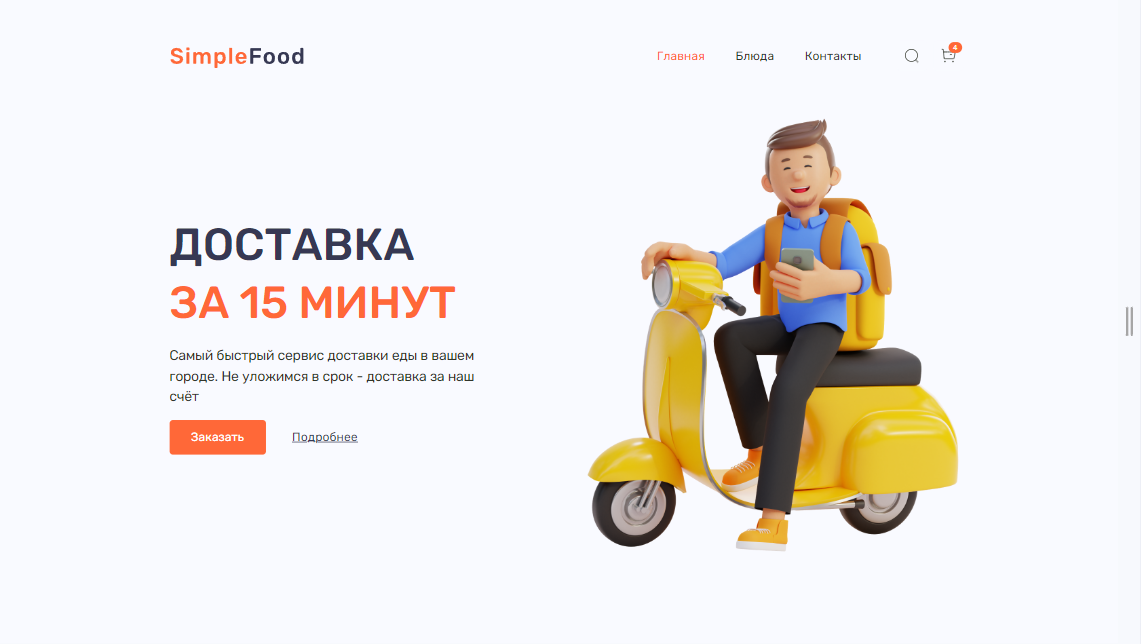 SimpleFood
Главная Блюда Контакты
4
ДОСТАВКА
ЗА 15 МИНУТ
Самый быстрый сервис доставки еды в вашем
городе. Не уложимся в срок - доставка за наш
счёт
Заказать Подробнее